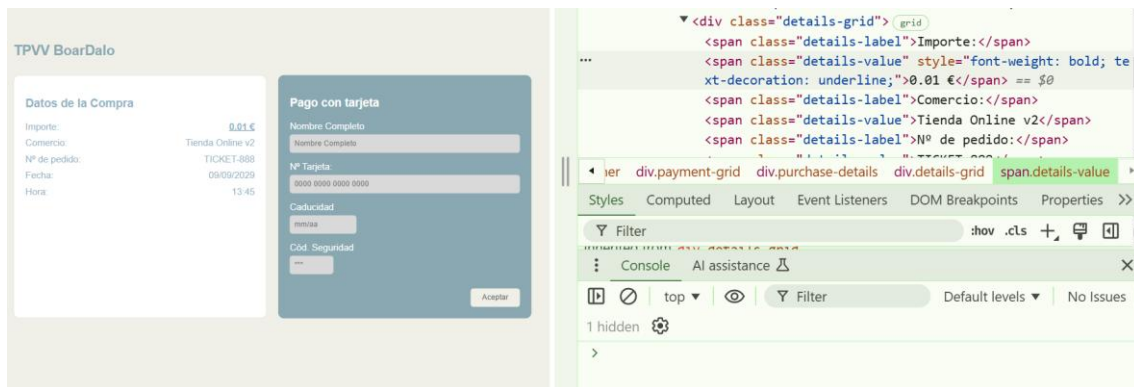 TPVV BoarDalo
Datos de la Compra
Importe: 0.01 €
Comercio: Tienda Online v2
Nº de pedido: TICKET-888
Fecha: 09/09/2029
Hora: 13:45
Pago con tarjeta
Nombre Completo
Nombre Completo
Nº Tarjeta:
0000 0000 0000 0000
Caducidad
mm/aa
Cód. Seguridad
Aceptar
▼<div class="details-grid"> grid
<span class="details-label">Importe:</span>
... <span class="details-value" style="font-weight: bold; te
xt-decoration: underline;">0.01 €</span> == $0
<span class="details-label">Comercio:</span>
<span class="details-value">Tienda Online v2</span>
<span class="details-label">Nº de pedido:</span>
ner div.payment-grid div.purchase-details div.details-grid span.details-value
Styles Computed Layout Event Listeners DOM Breakpoints Properties >>
Filter :hov .cls
Console AI assistance
top ▼ Filter Default levels ▼ No Issues
1 hidden
>